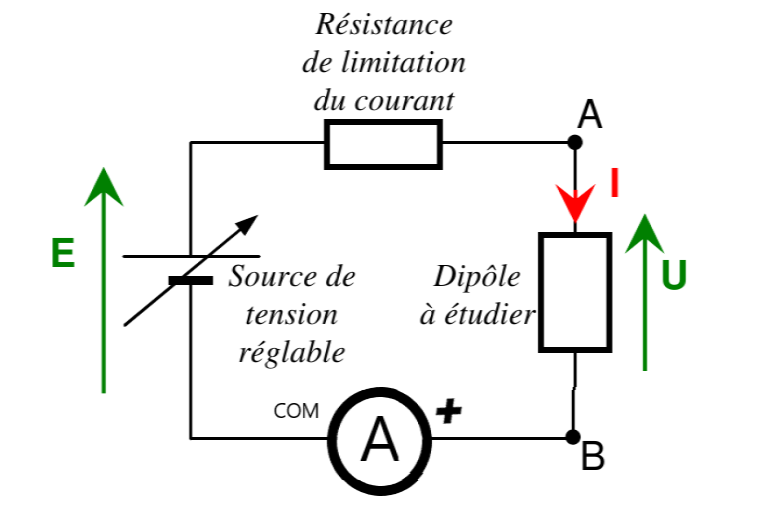 Résistance
de limitation
du courant
A
I
E
U
Source de
tension
réglable
Dipôle
à étudier
COM
A
+
B